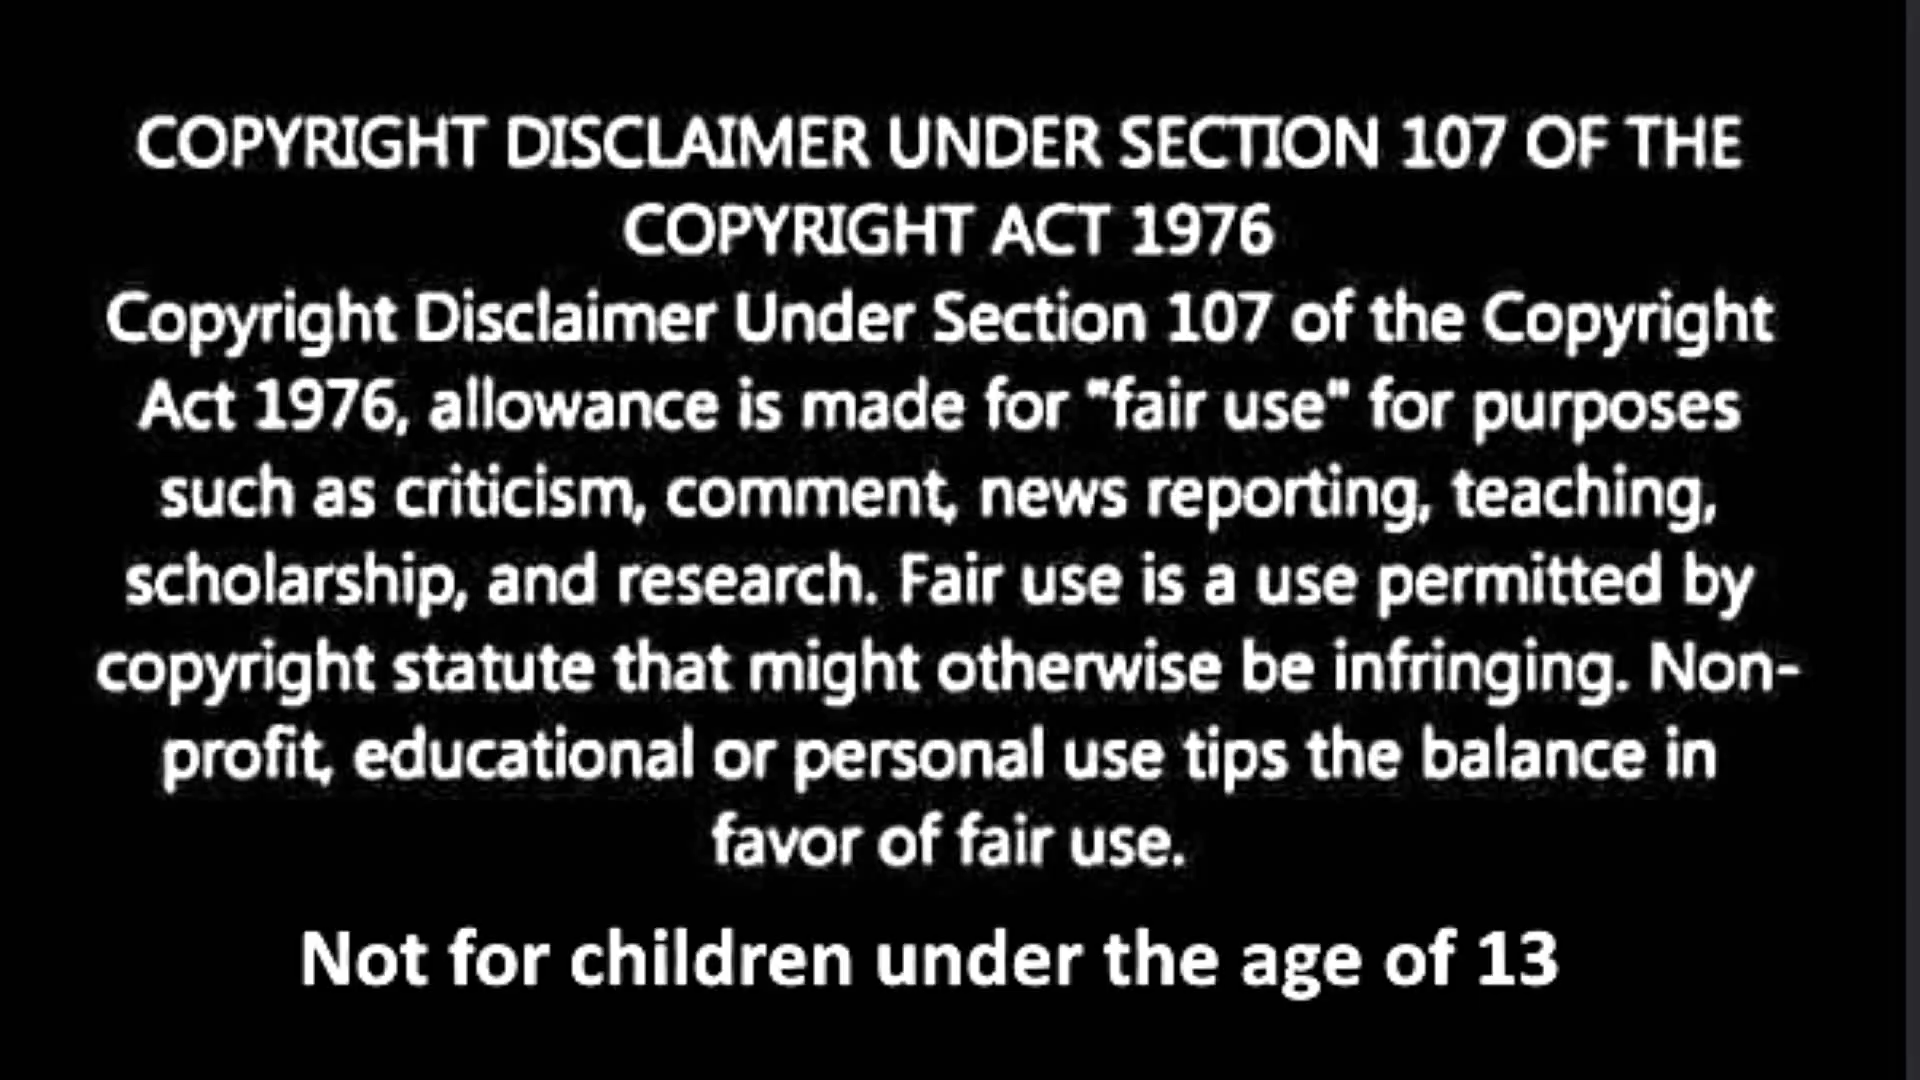 COPYRIGHT DISCLAIMER UNDER SECTION 107 OF THE
COPYRIGHT ACT 1976
Copyright Disclaimer Under Section 107 of the Copyright
Act 1976, allowance is made for "fair use" for purposes
such as criticism, comment, news reporting, teaching,
scholarship, and research. Fair use is a use permitted by
copyright statute that might otherwise be infringing. Non-
profit, educational or personal use tips the balance in
favor of fair use.
Not for children under the age of 13